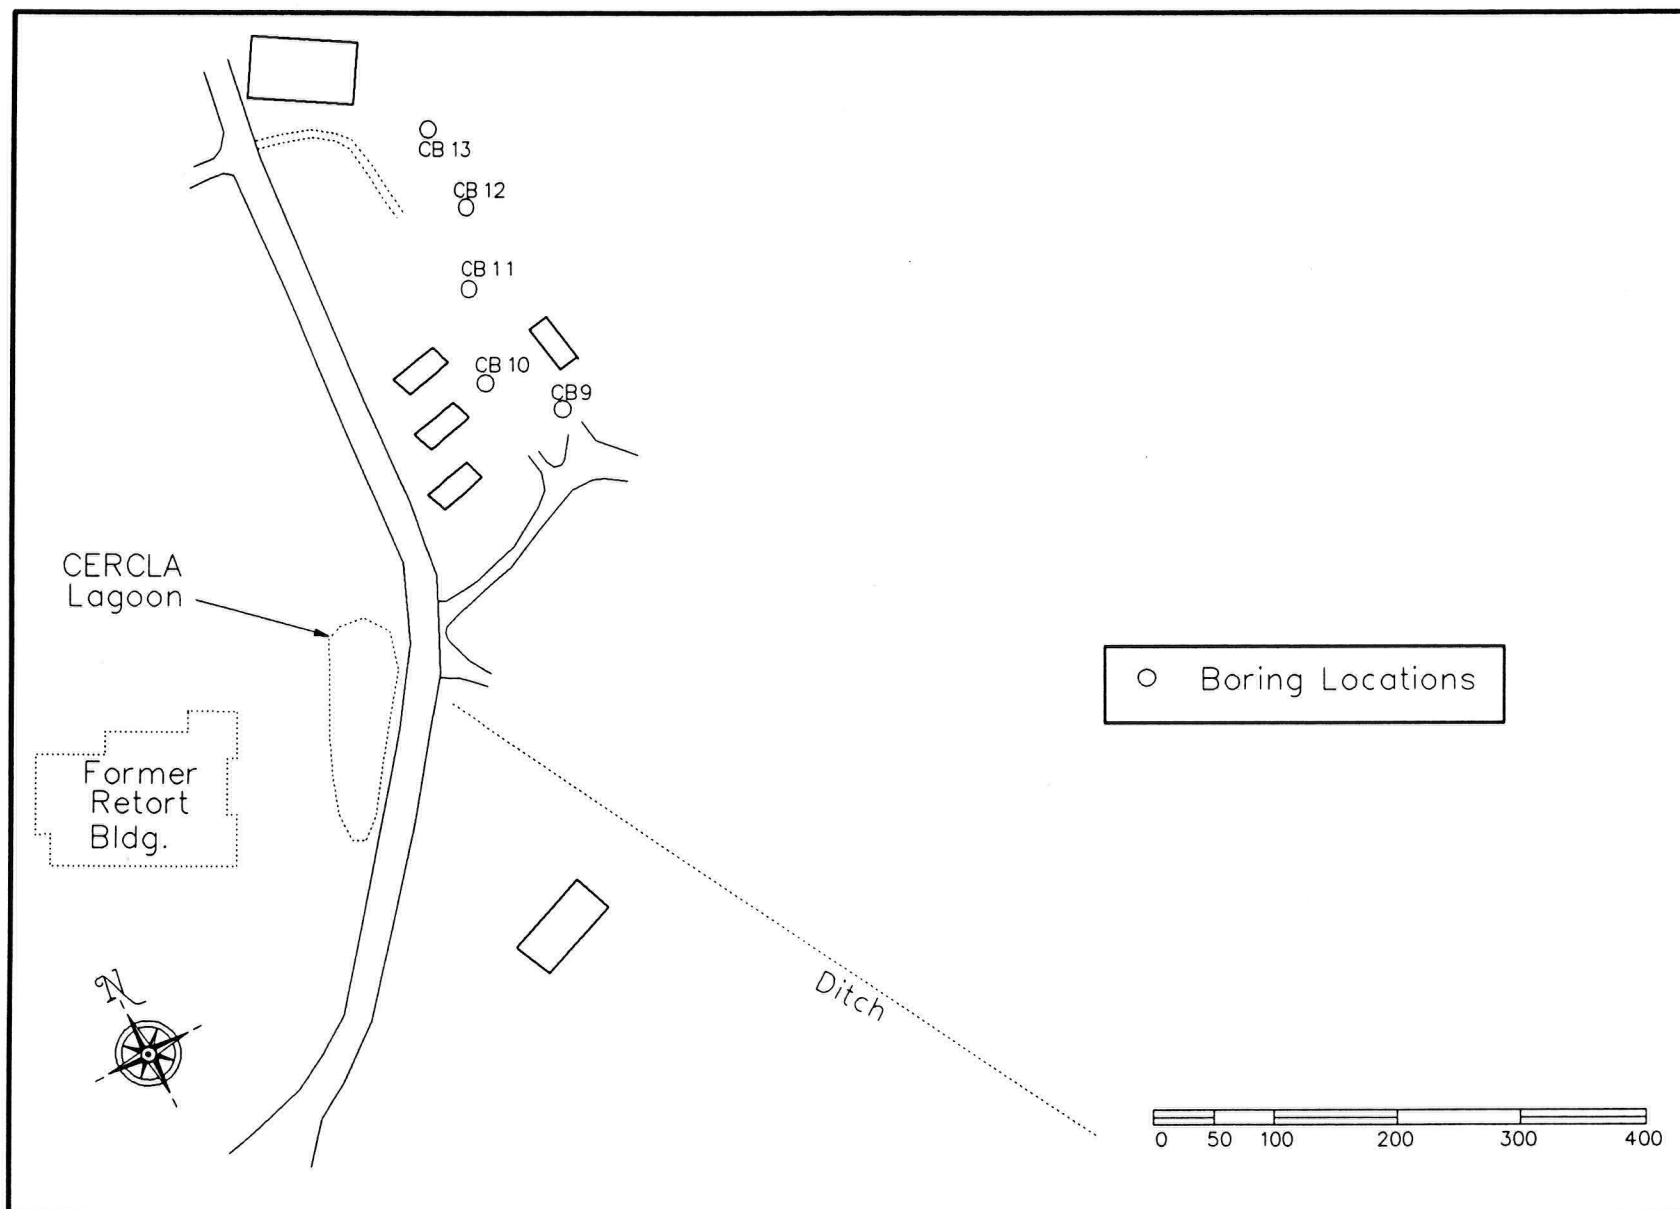 CB 13
CB 12
CB 11
CB 10
CB9
CERCLA
Lagoon
Boring Locations
Former
Retort
Bldg.
N
Ditch
0 50 100 200 300 400